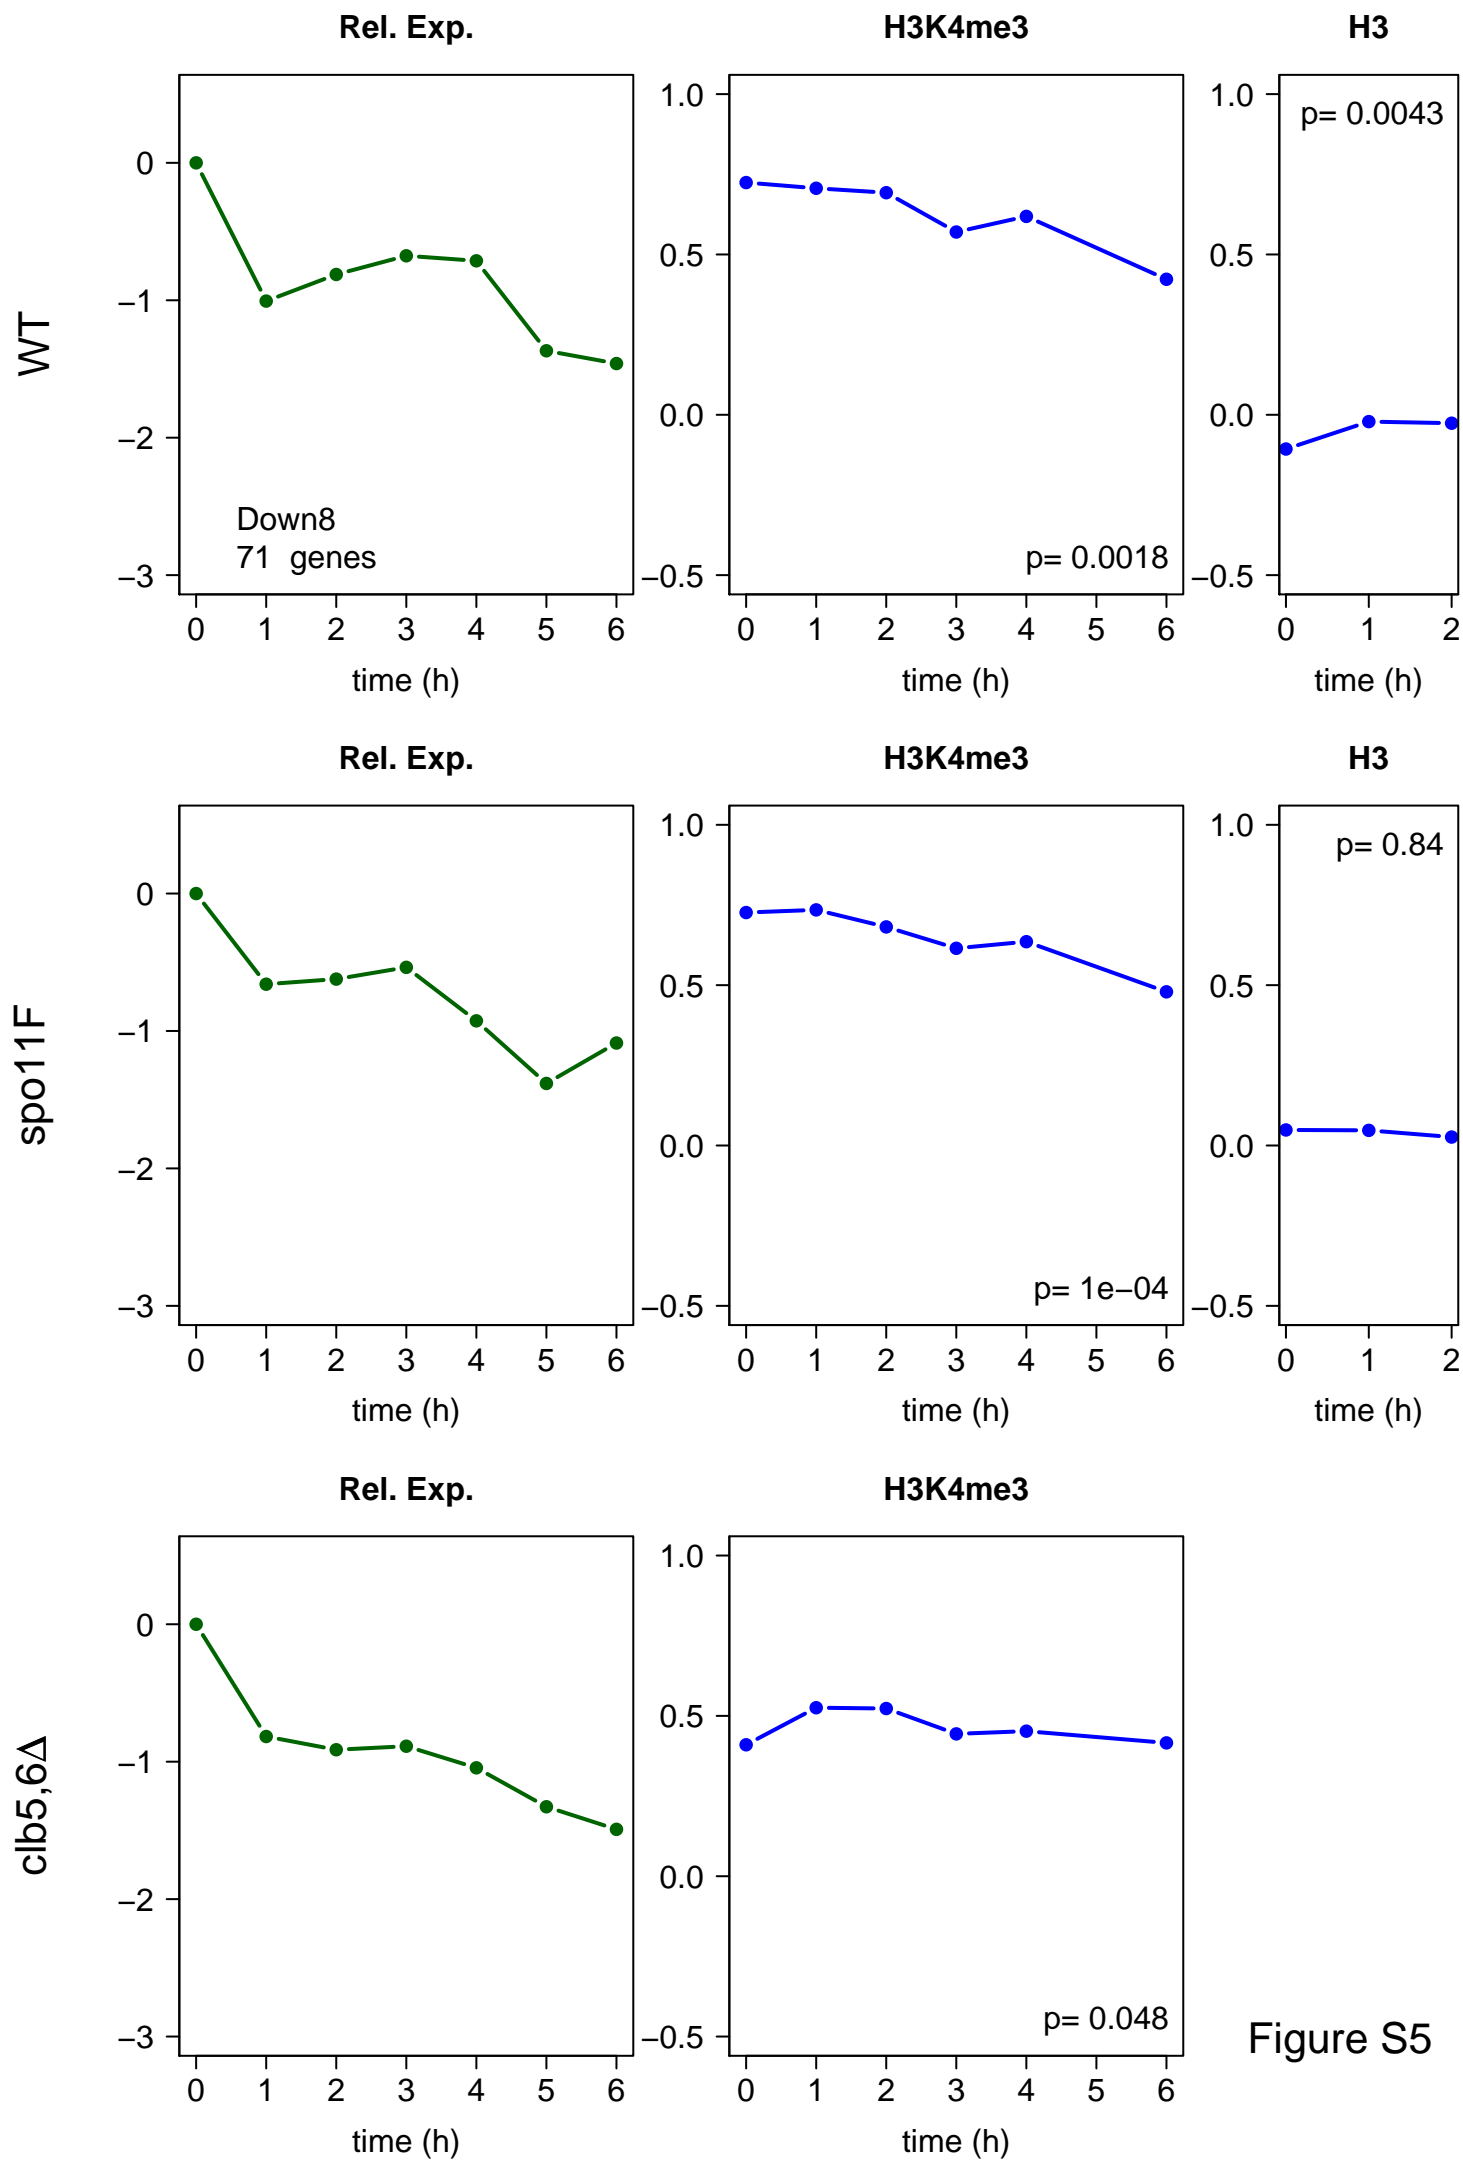 Rel. Exp. H3K4me3 H3
WT
0
−1
−2
−3
Down8
71 genes
0 1 2 3 4 5 6
time (h)
1.0
0.5
0.0
−0.5
p= 0.0018
0 1 2 3 4 5 6
time (h)
1.0
0.5
0.0
−0.5
p= 0.0043
0 1 2
time (h)
Rel. Exp. H3K4me3 H3
spo11F
0
−1
−2
−3
0 1 2 3 4 5 6
time (h)
1.0
0.5
0.0
−0.5
p= 1e−04
0 1 2 3 4 5 6
time (h)
1.0
0.5
0.0
−0.5
p= 0.84
0 1 2
time (h)
Rel. Exp. H3K4me3
clb5,6Δ
0
−1
−2
−3
0 1 2 3 4 5 6
time (h)
1.0
0.5
0.0
−0.5
p= 0.048
0 1 2 3 4 5 6
time (h)
Figure S5